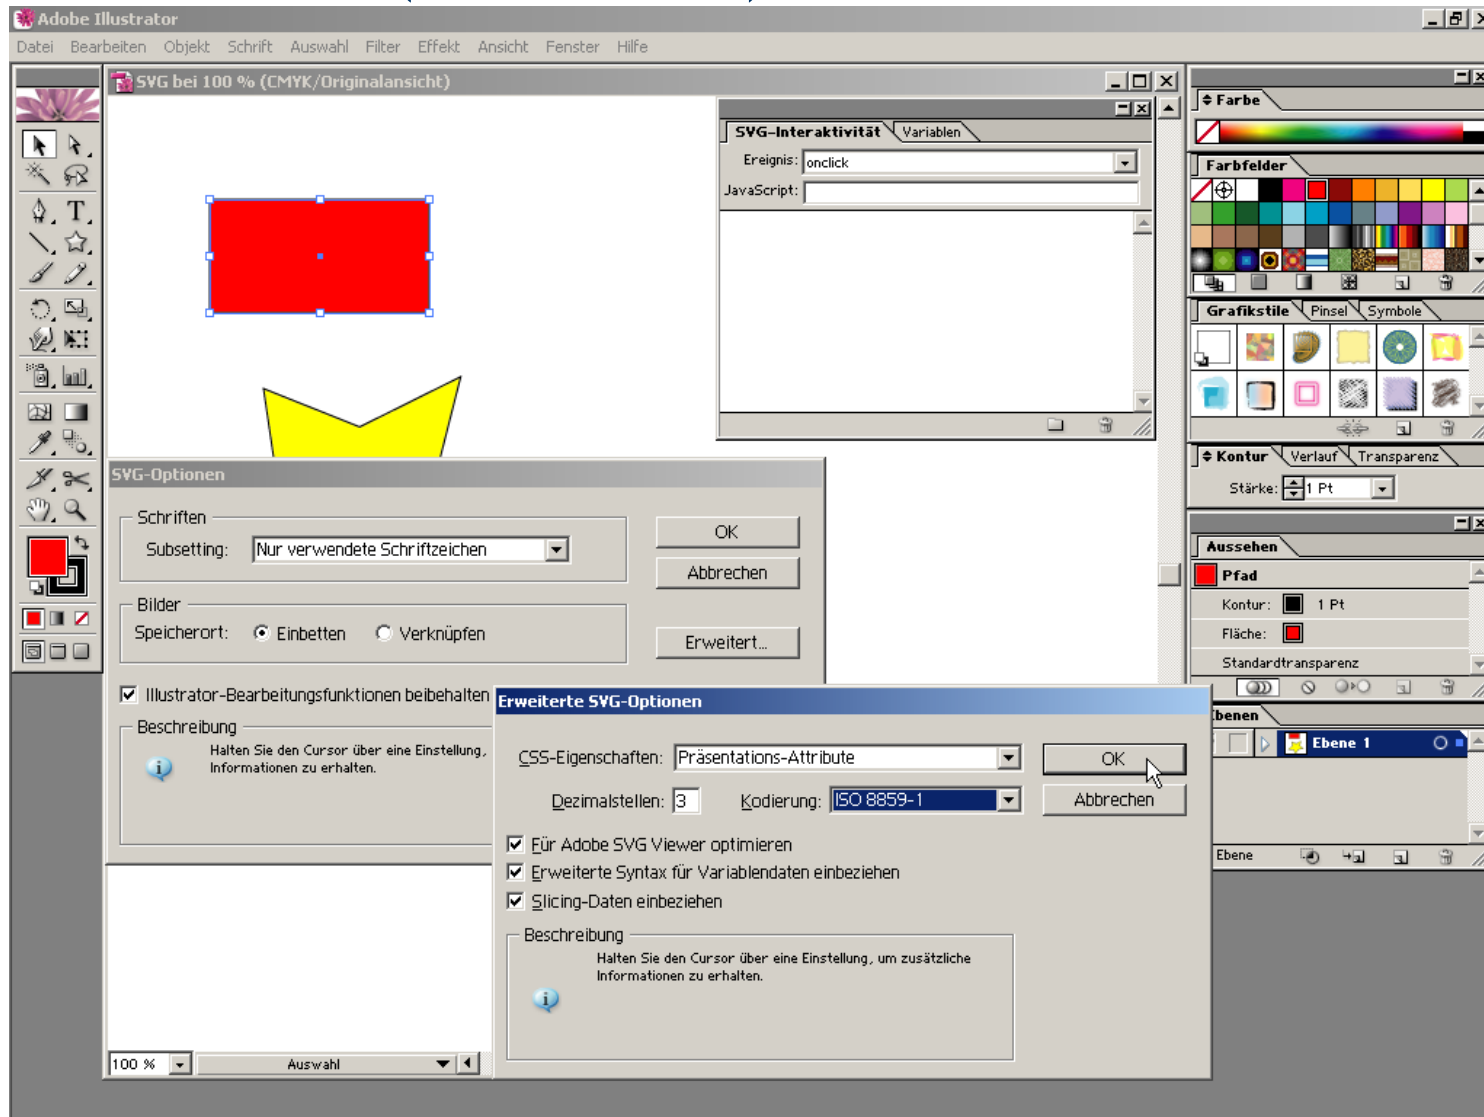 Adobe Illustrator
Datei Bearbeiten Objekt Schrift Auswahl Filter Effekt Ansicht Fenster Hilfe
SVG bei 100 % (CMYK/Originalansicht)
SVG-Interaktivität Variablen
Ereignis: onclick
JavaScript:
Farbe
Farbfelder
Grafikstile Pinsel Symbole
Kontur Verlauf Transparenz
Stärke: 1 Pt
Aussehen
Pfad
Kontur: 1 Pt
Fläche:
Standardtransparenz
Ebenen
Ebene 1
Ebene
SVG-Optionen
Schriften
Subsetting: Nur verwendete Schriftzeichen
OK
Abbrechen
Bilder
Speicherort: Einbetten Verknüpfen
Erweitert...
Illustrator-Bearbeitungsfunktionen beibehalten
Beschreibung
Halten Sie den Cursor über eine Einstellung,
Informationen zu erhalten.
Erweiterte SVG-Optionen
CSS-Eigenschaften: Präsentations-Attribute
OK
Dezimalstellen: 3 Kodierung: ISO 8859-1
Abbrechen
Für Adobe SVG Viewer optimieren
Erweiterte Syntax für Variablendaten einbeziehen
Slicing-Daten einbeziehen
Beschreibung
Halten Sie den Cursor über eine Einstellung, um zusätzliche
Informationen zu erhalten.
100 % Auswahl